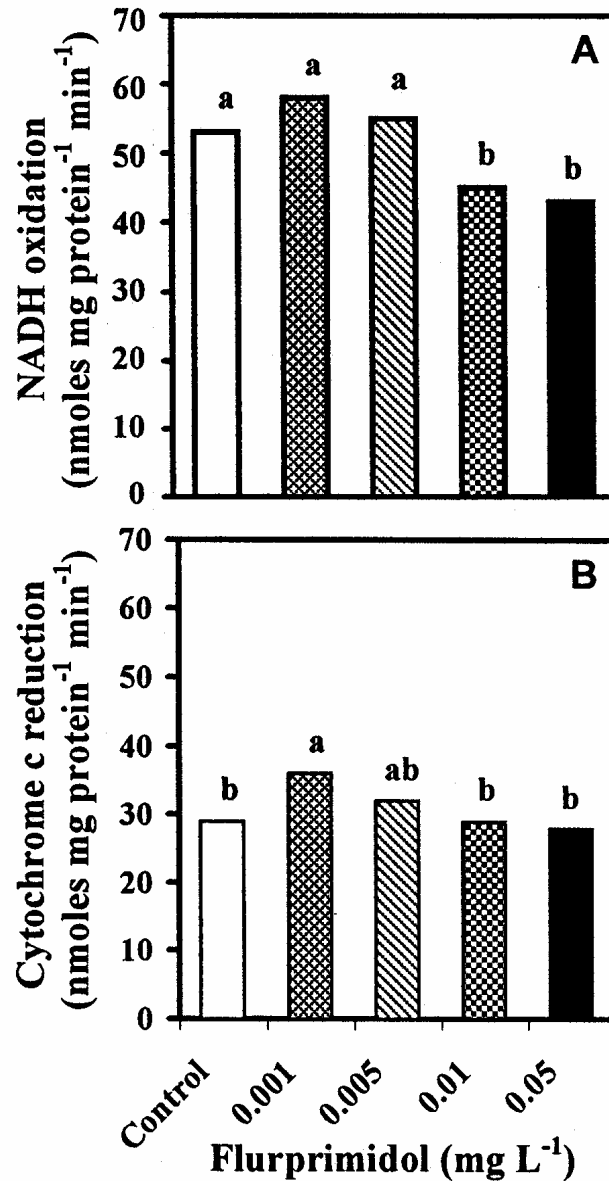 A
NADH oxidation
(nmoles mg protein⁻¹ min⁻¹)
70
60
50
40
30
20
10
0
a
a
a
b
b
B
Cytochrome c reduction
(nmoles mg protein⁻¹ min⁻¹)
70
60
50
40
30
20
10
0
b
a
ab
b
b
Control
0.001
0.005
0.01
0.05
Flurprimidol (mg L⁻¹)